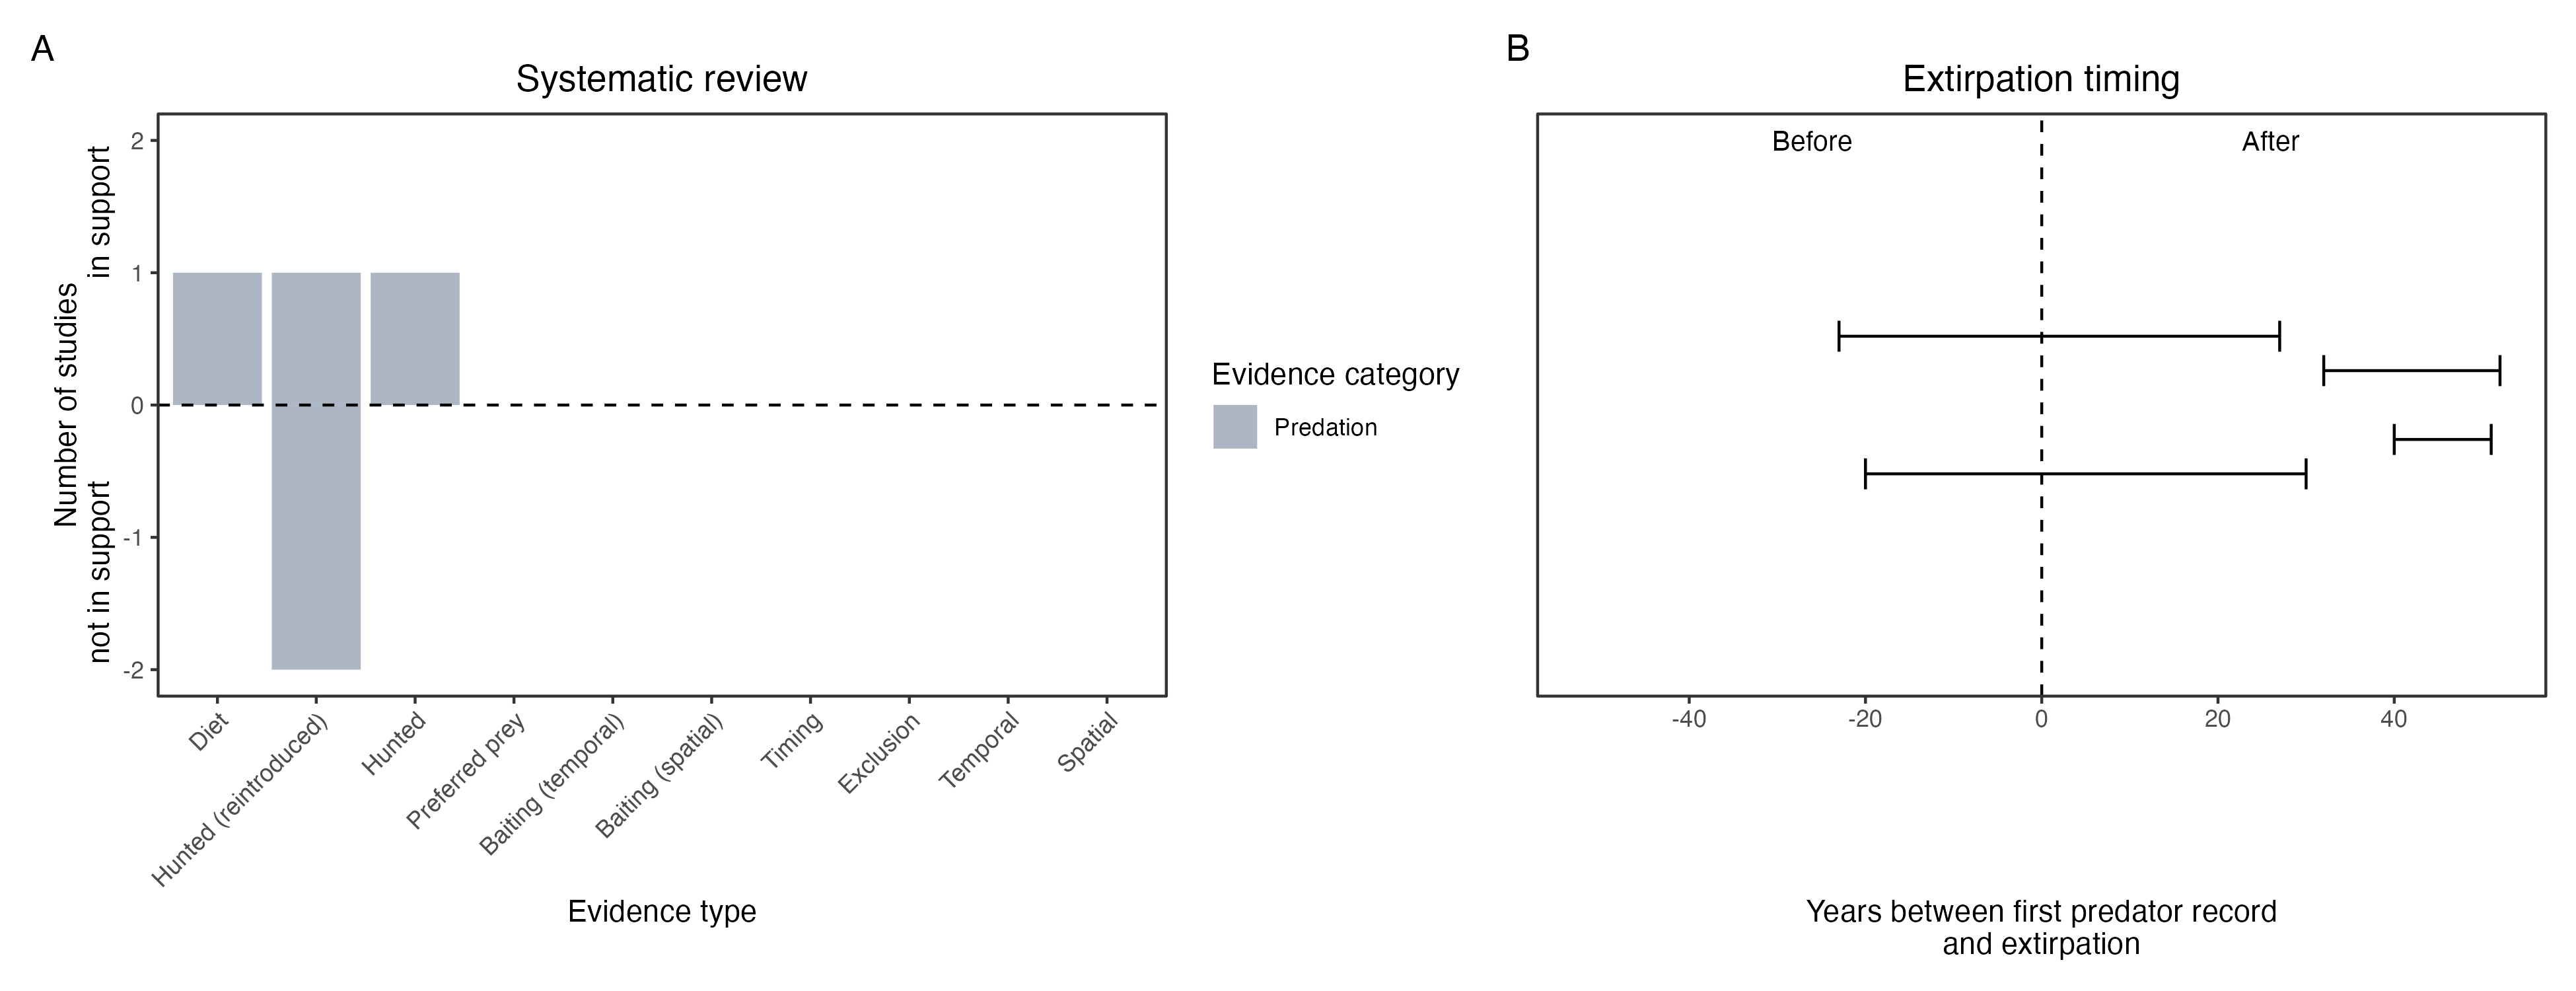 A
Systematic review
Number of studies
not in support
in support
2
1
0
-1
-2
Diet
Hunted (reintroduced)
Hunted
Preferred prey
Baiting (temporal)
Baiting (spatial)
Timing
Exclusion
Temporal
Spatial
Evidence type
Evidence category
Predation
B
Extirpation timing
Before
After
-40
-20
0
20
40
Years between first predator record
and extirpation